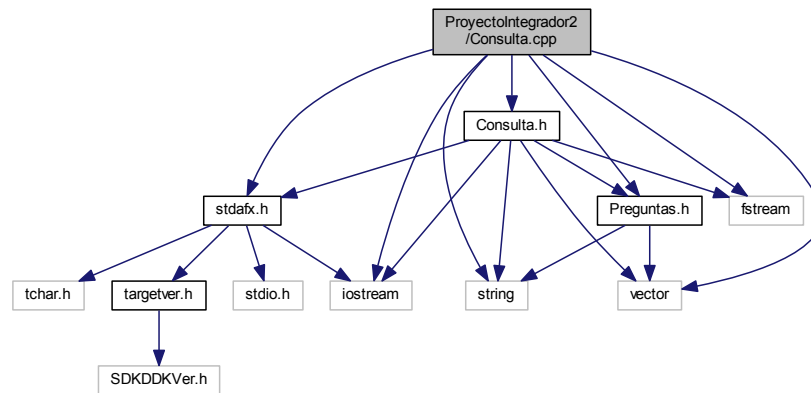 ProyectoIntegrador2
/Consulta.cpp
Consulta.h
stdafx.h
Preguntas.h
fstream
tchar.h
targetver.h
stdio.h
iostream
string
vector
SDKDDKVer.h